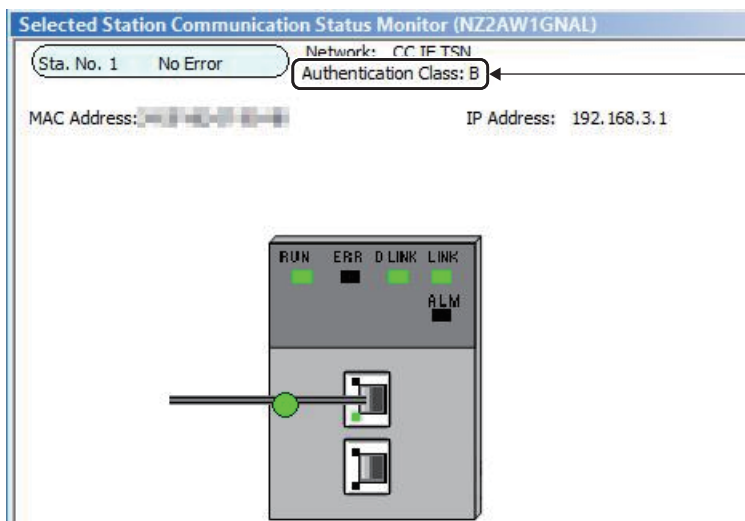 Selected Station Communication Status Monitor (NZ2AW1GNAL)
Sta. No. 1 No Error
Network: CC IE TSN
Authentication Class: B
MAC Address:
IP Address: 192.168.3.1
RUN ERR D LINK LINK
ALM